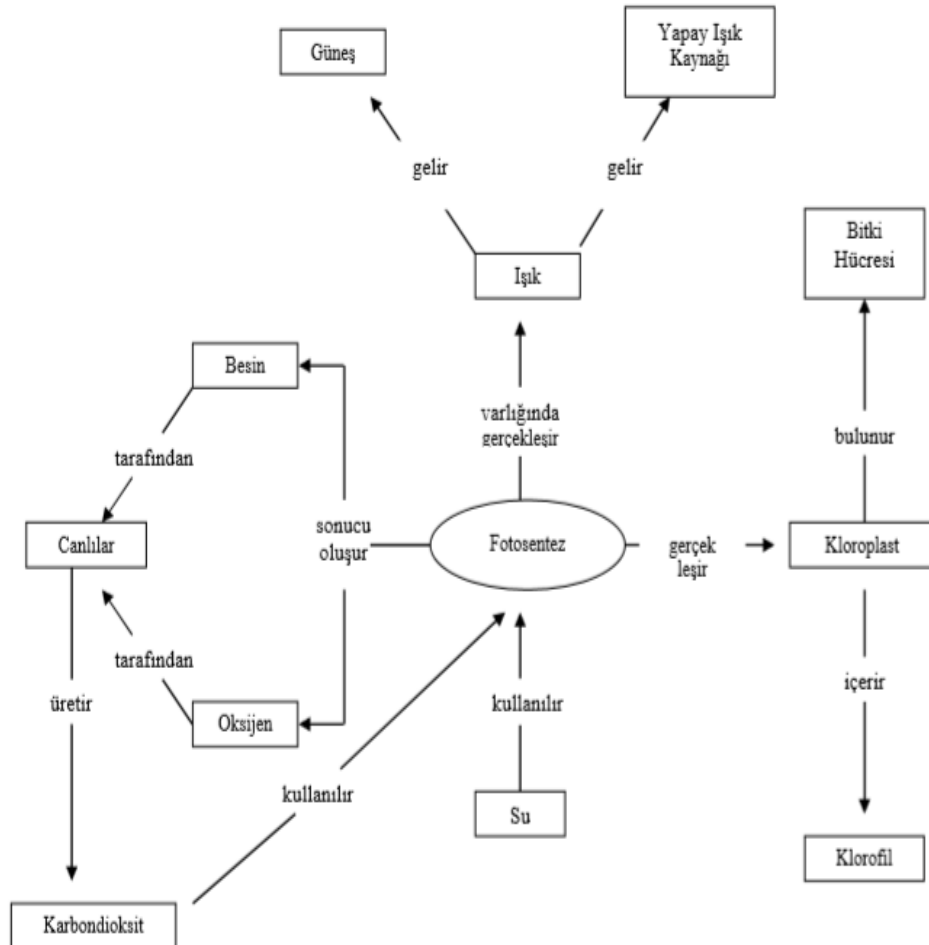 Güneş
Yapay Işık
Kaynağı
gelir
gelir
Işık
Bitki
Hücresi
Besin
varlığında
gerçekleşir
bulunur
tarafından
sonucu
oluşur
Canlılar
Fotosentez
gerçek
leşir
Kloroplast
tarafından
üretir
Oksijen
kullanılır
içerir
kullanılır
Su
Klorofil
Karbondioksit